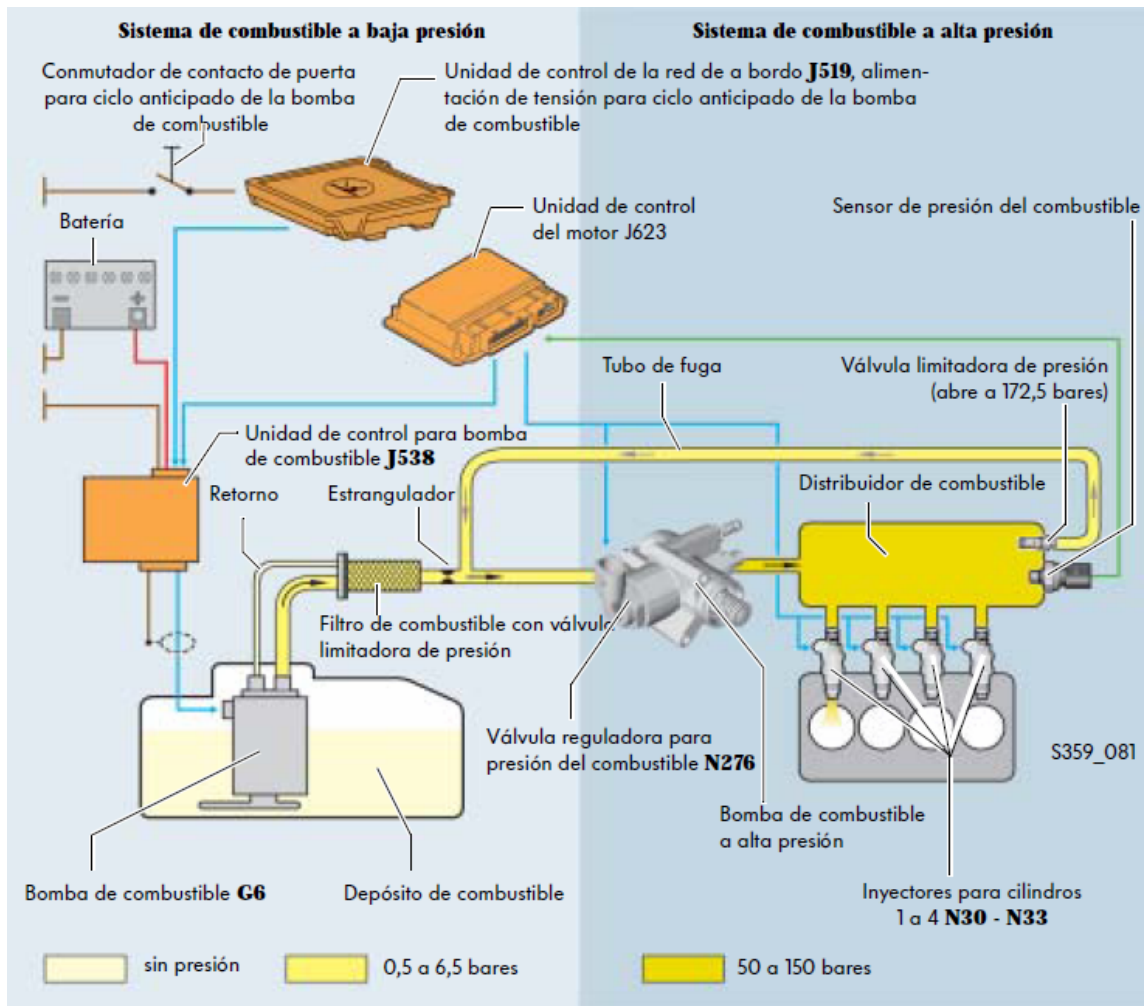 Sistema de combustible a baja presión
Sistema de combustible a alta presión
Conmutador de contacto de puerta
para ciclo anticipado de la bomba
de combustible
Unidad de control de la red de a bordo J519, alimen-
tación de tensión para ciclo anticipado de la bomba
de combustible
Batería
Unidad de control
del motor J623
Sensor de presión del combustible
Tubo de fuga
Válvula limitadora de presión
(abre a 172,5 bares)
Unidad de control para bomba
de combustible J538
Retorno
Estrangulador
Distribuidor de combustible
Filtro de combustible con válvula
limitadora de presión
Válvula reguladora para
presión del combustible N276
S359_081
Bomba de combustible
a alta presión
Bomba de combustible G6
Depósito de combustible
Inyectores para cilindros
1 a 4 N30 - N33
sin presión
0,5 a 6,5 bares
50 a 150 bares